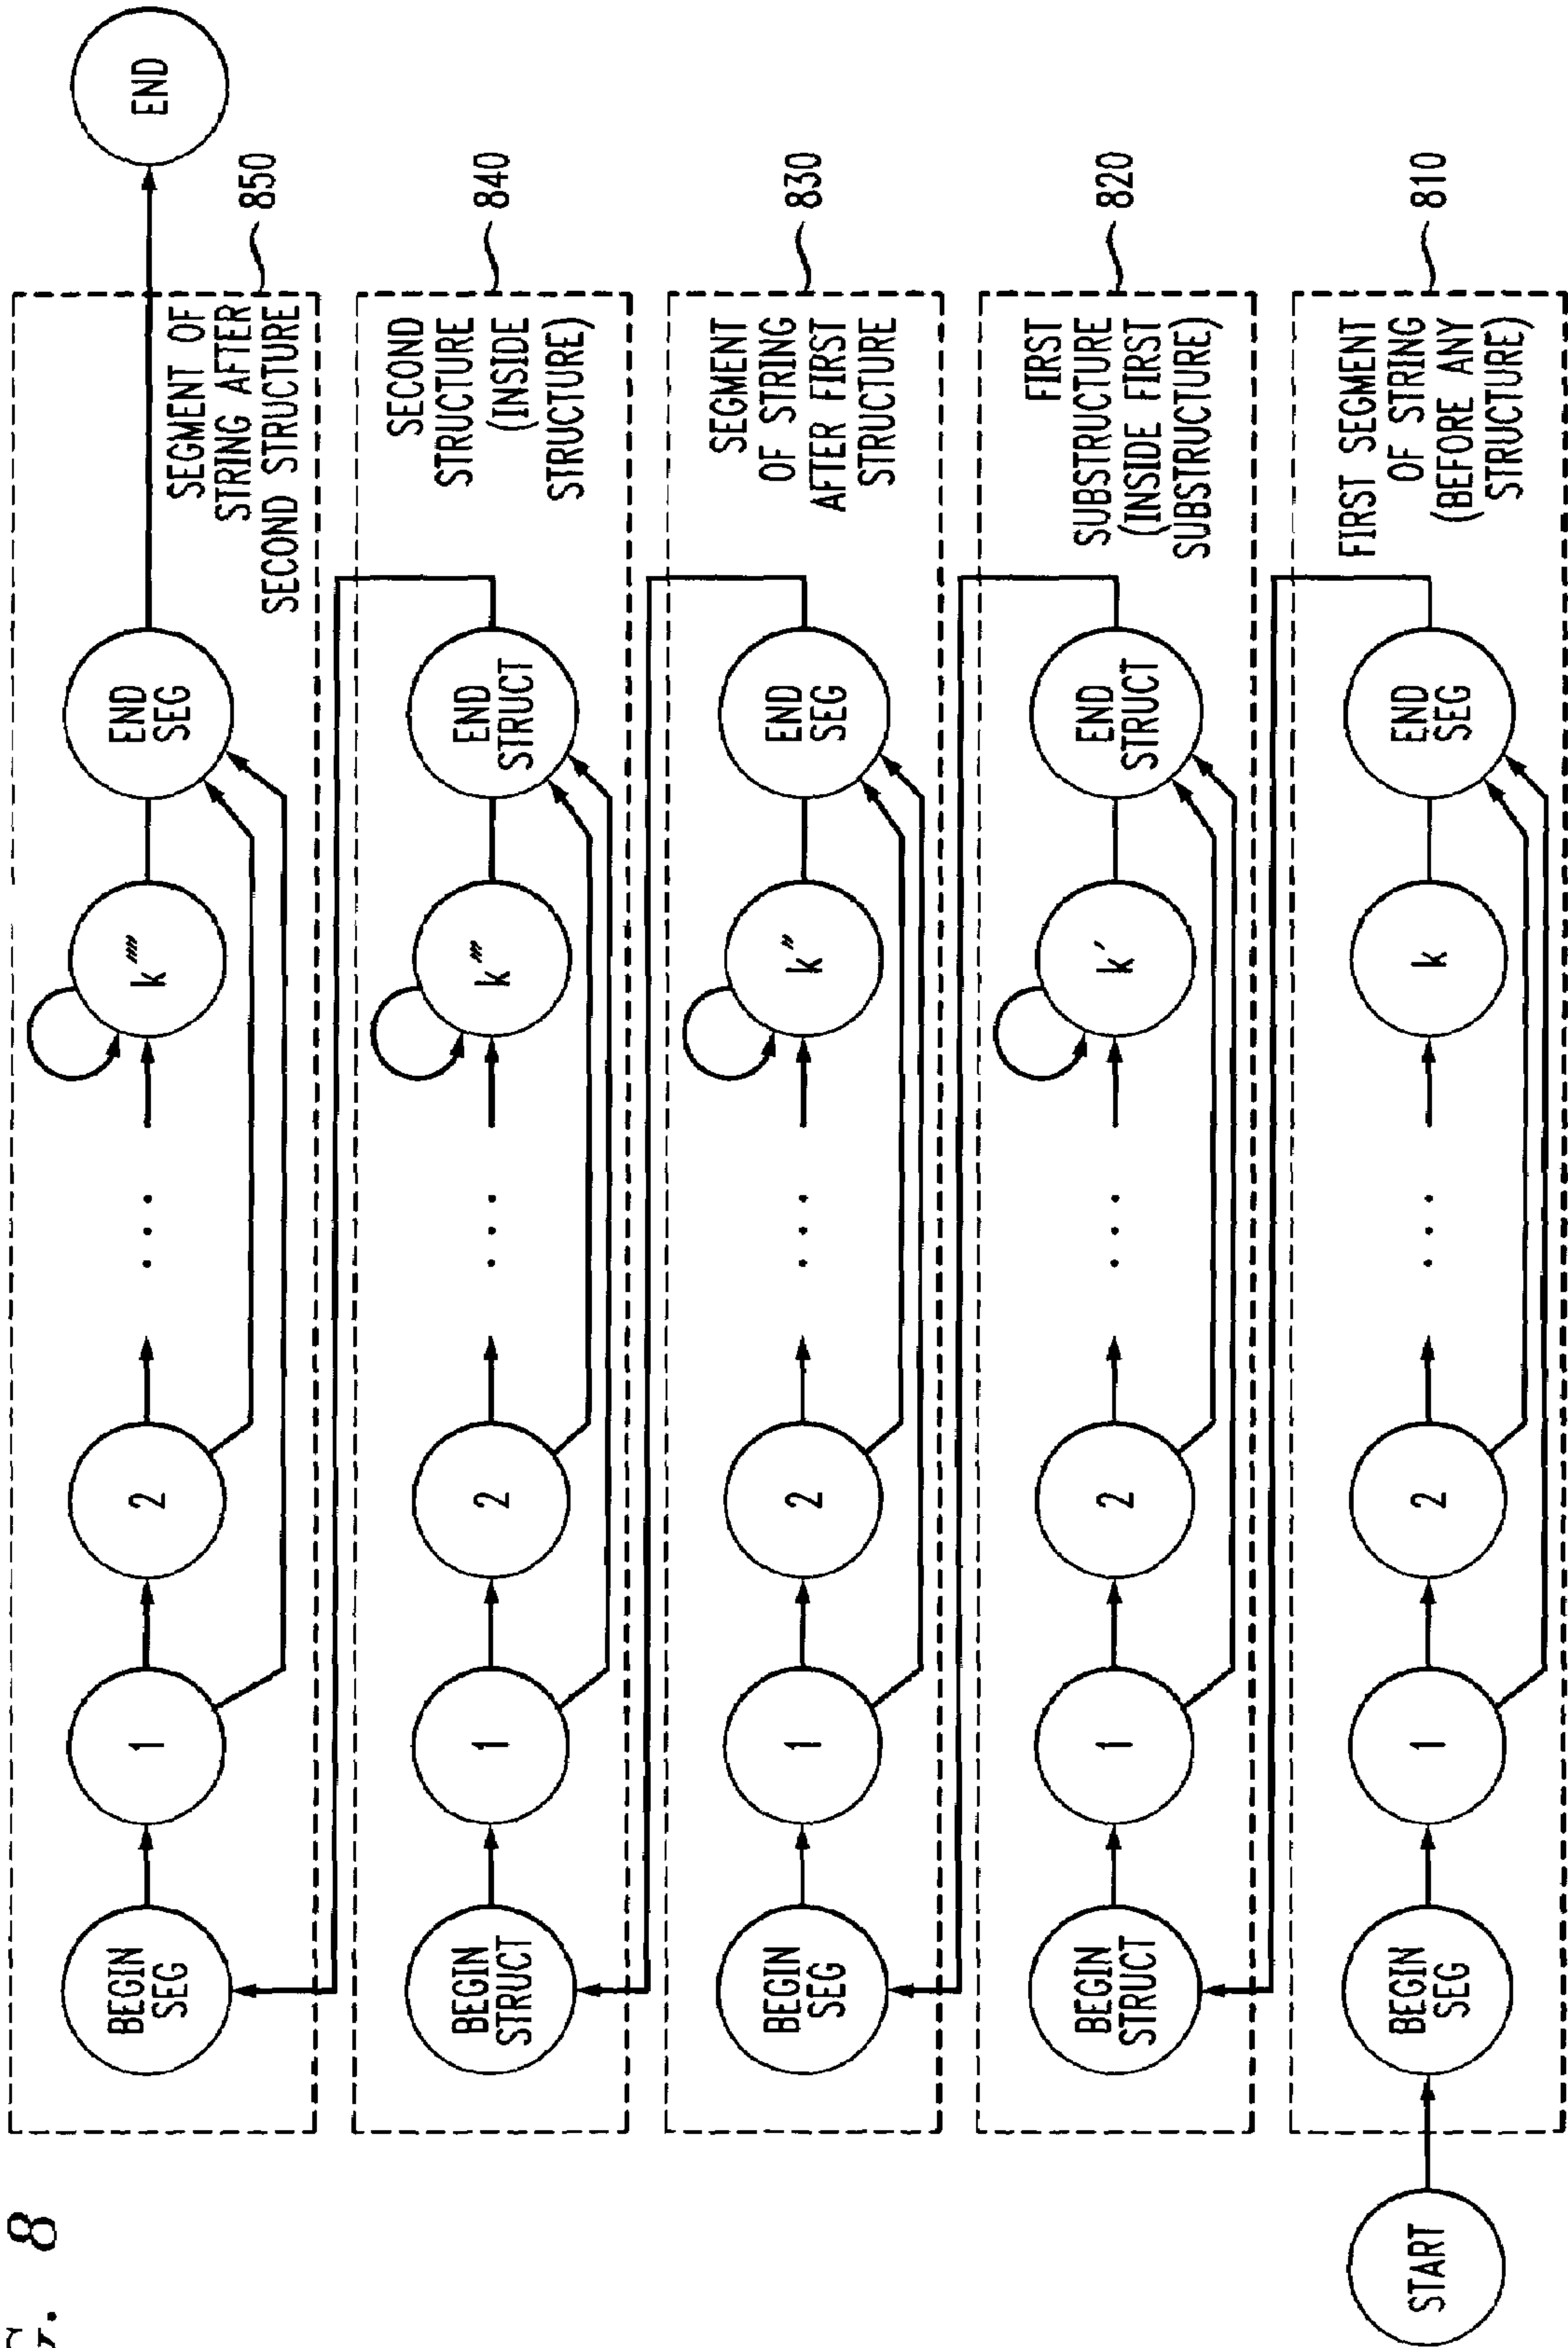 8
BEGIN
SEG
1
2
. . .
k''''
END
SEG
SEGMENT OF
STRING AFTER
SECOND STRUCTURE
850
END
BEGIN
STRUCT
1
2
. . .
k'''
END
STRUCT
SECOND
STRUCTURE
(INSIDE
STRUCTURE)
840
BEGIN
SEG
1
2
. . .
k''
END
SEG
SEGMENT
OF STRING
AFTER FIRST
STRUCTURE
830
BEGIN
STRUCT
1
2
. . .
k'
END
STRUCT
FIRST
SUBSTRUCTURE
(INSIDE FIRST
SUBSTRUCTURE)
820
START
BEGIN
SEG
1
2
. . .
k
END
SEG
FIRST SEGMENT
OF STRING
(BEFORE ANY
STRUCTURE)
810